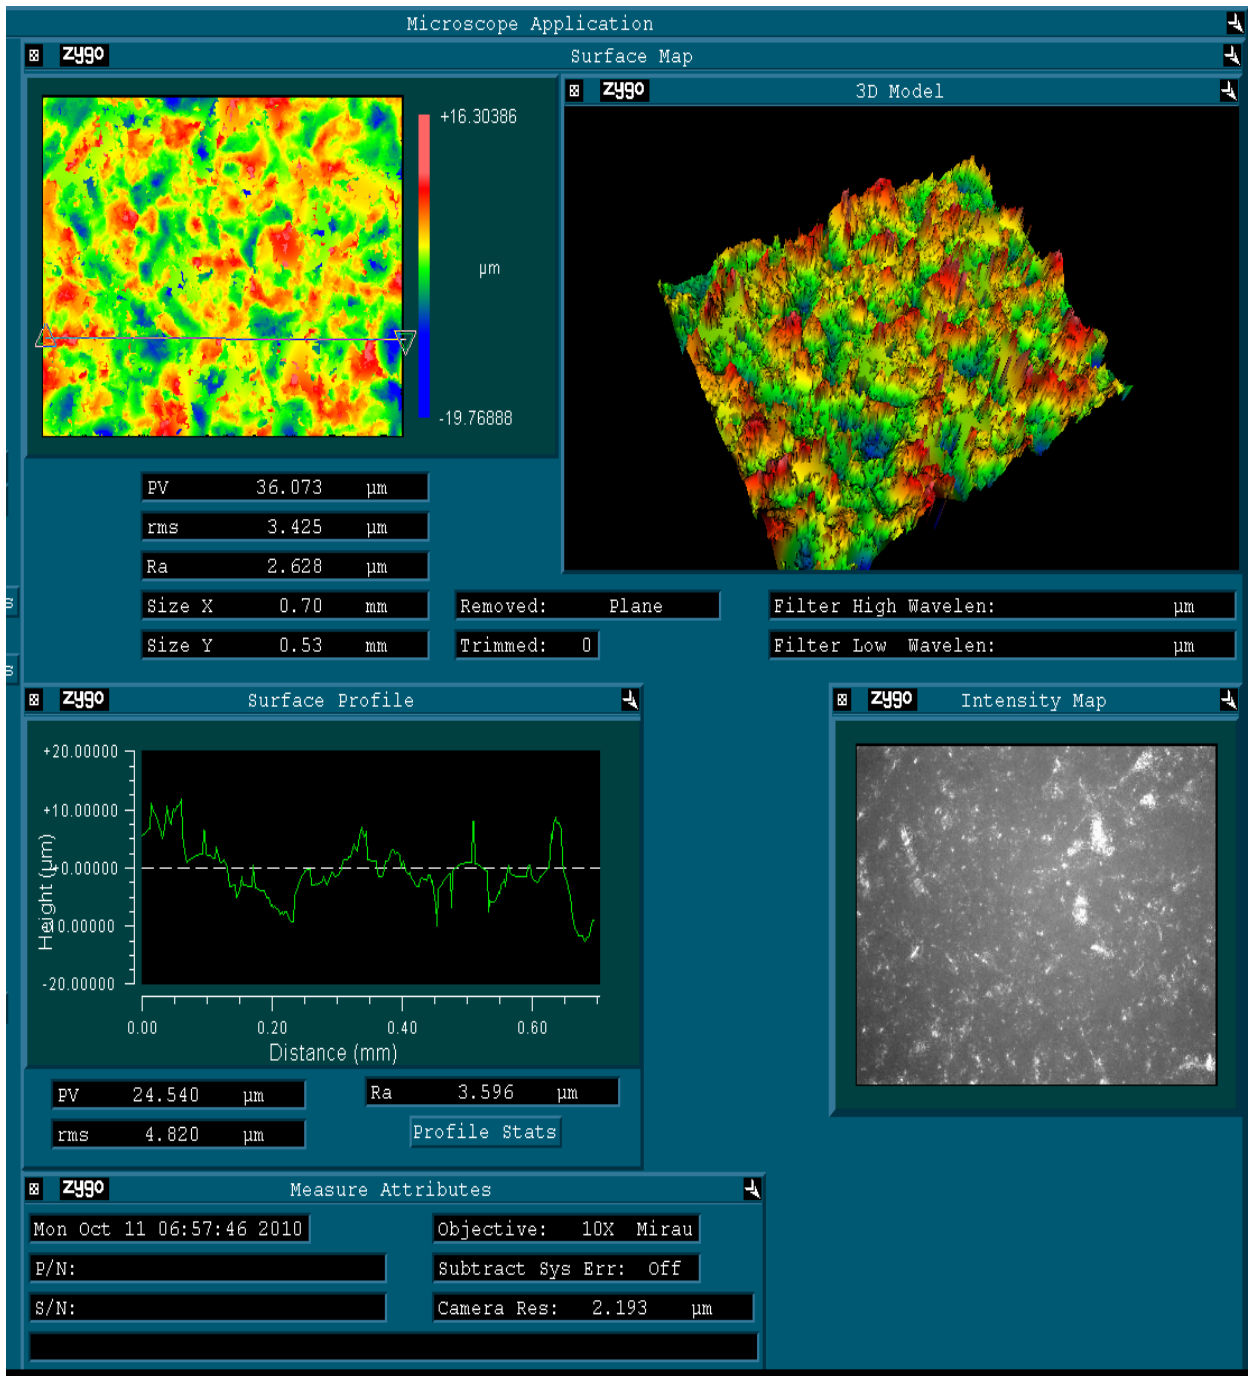 Microscope Application
zygo Surface Map
zygo 3D Model
+16.30386
µm
-19.76888
PV 36.073 µm
rms 3.425 µm
Ra 2.628 µm
Size X 0.70 mm
Size Y 0.53 mm
Removed: Plane
Trimmed: 0
Filter High Wavelen: µm
Filter Low Wavelen: µm
zygo Surface Profile
+20.00000
+10.00000
+0.00000
-20.00000
Height (µm)
0.00 0.20 0.40 0.60
Distance (mm)
PV 24.540 µm
rms 4.820 µm
Ra 3.596 µm
Profile Stats
zygo Intensity Map
zygo Measure Attributes
Mon Oct 11 06:57:46 2010
P/N:
S/N:
Objective: 10X Mirau
Subtract Sys Err: Off
Camera Res: 2.193 µm